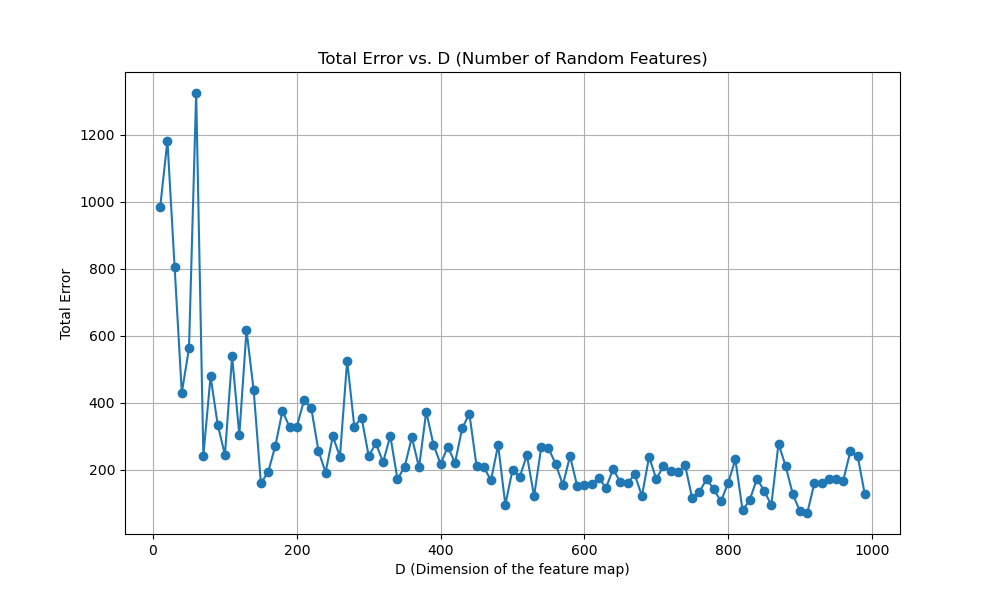 Total Error vs. D (Number of Random Features)
Total Error
1200
1000
800
600
400
200
0 200 400 600 800 1000
D (Dimension of the feature map)